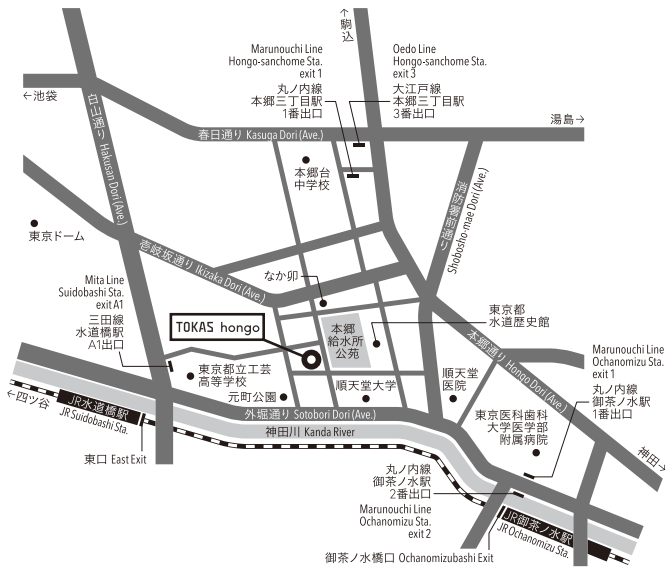 ↑駒込
Marunouchi Line
Hongo-sanchome Sta.
exit 1
丸ノ内線
本郷三丁目駅
1番出口
Oedo Line
Hongo-sanchome Sta.
exit 3
大江戸線
本郷三丁目駅
3番出口
←池袋
湯島→
春日通り Kasuga Dori (Ave.)
白山通り Hakusan Dori (Ave.)
本郷台
中学校
消防署前通り
Shobosho-mae Dori (Ave.)
東京ドーム
壱岐坂通り Ikizaka Dori (Ave.)
なか卯
Mita Line
Suidobashi Sta.
exit A1
三田線
水道橋駅
A1出口
TOKAS hongo
本郷
給水所
公苑
東京都
水道歴史館
本郷通り Hongo Dori (Ave.)
東京都立工芸
高等学校
元町公園
順天堂大学
順天堂
医院
Marunouchi Line
Ochanomizu Sta.
exit 1
丸ノ内線
御茶ノ水駅
1番出口
←四ツ谷
JR水道橋駅
JR Suidobashi Sta.
外堀通り Sotobori Dori (Ave.)
神田川 Kanda River
東京医科歯科
大学医学部
附属病院
神田→
東口 East Exit
丸ノ内線
御茶ノ水駅
2番出口
Marunouchi Line
Ochanomizu Sta.
exit 2
JR御茶ノ水駅
JR Ochanomizu Sta.
御茶ノ水橋口 Ochanomizubashi Exit